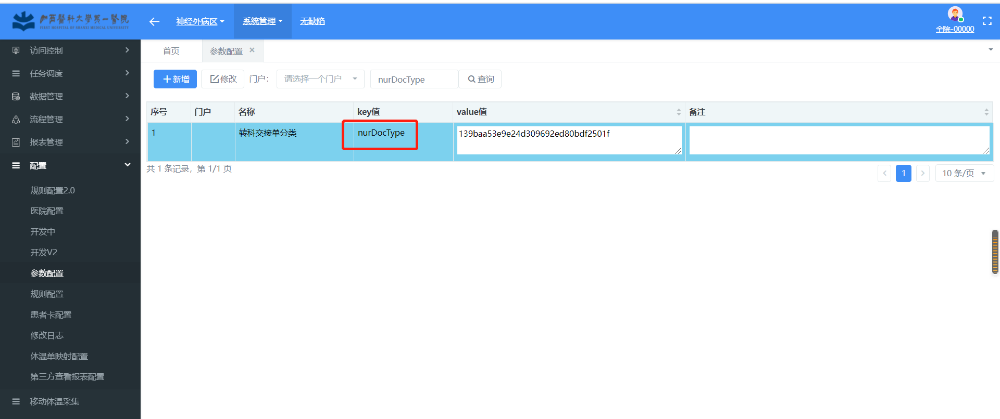 山西醫科大學第一醫院
FIRST HOSPITAL OF SHANXI MEDICAL UNIVERSITY
神经外病区
系统管理
无缺陷
全院-00000
访问控制
任务调度
数据管理
流程管理
报表管理
配置
规则配置2.0
医院配置
开发中
开发V2
参数配置
规则配置
患者卡配置
修改日志
体温单映射配置
第三方查看报表配置
移动体温采集
首页
参数配置 ×
+新增
修改
门户：
请选择一个门户
nurDocType
查询
序号 门户 名称 key值 value值 备注
1 转科交接单分类 nurDocType 139baa53e9e24d309692ed80bdf2501f
共 1 条记录，第 1/1 页
< 1 > 10 条/页